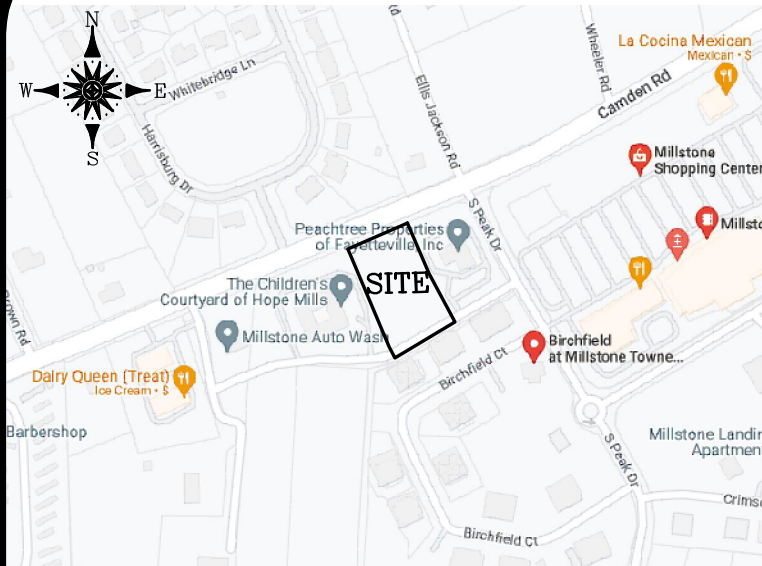 N
W
E
S
Whitebridge Ln
Harrisburg Dr
Ellis Jackson Rd
Wheeler Rd
Camden Rd
La Cocina Mexican
Mexican • $
Millstone
Shopping Center
Millsto
S Peak Dr
Peachtree Properties
of Fayetteville, Inc
SITE
The Children's
Courtyard of Hope Mills
Millstone Auto Wash
Birchfield
at Millstone Towne...
Birchfield Ct
Dairy Queen (Treat)
Ice Cream • $
Barbershop
Millstone Landin
Apartmen
S Peak Dr
Crims
Birchfield Ct